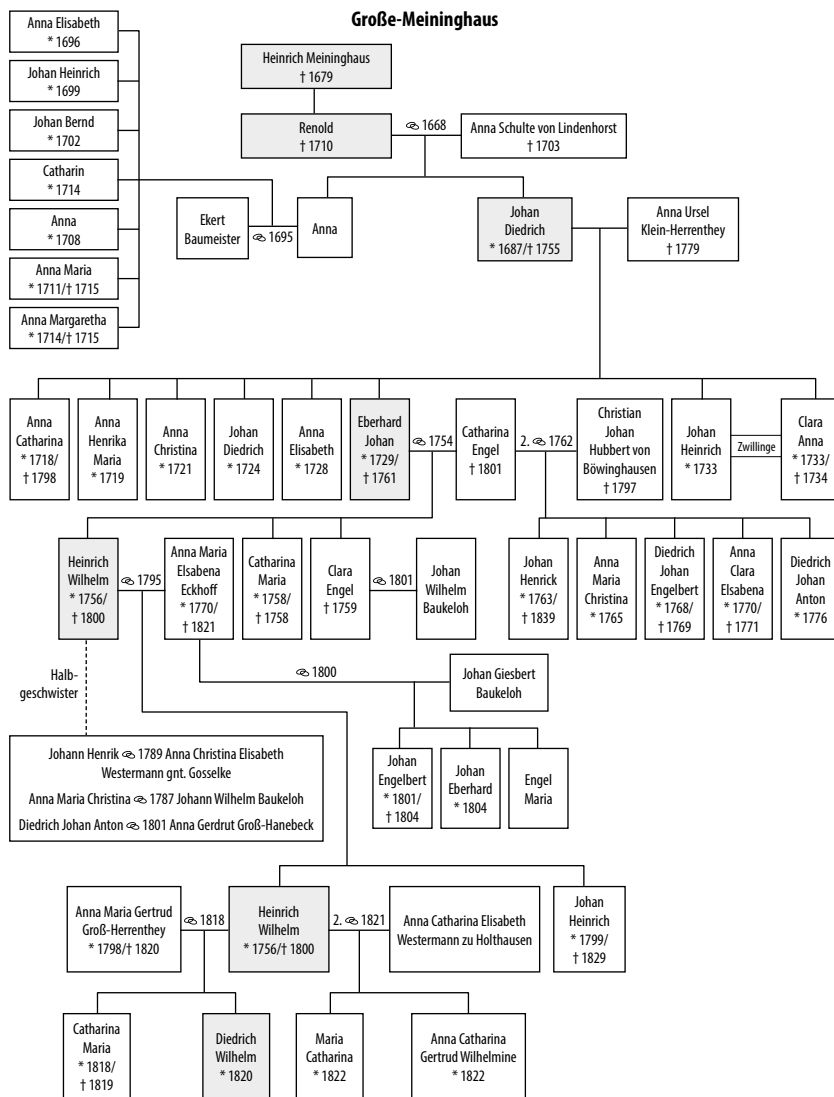 Große-Meininghaus
Anna Elisabeth
* 1696
Johan Heinrich
* 1699
Johan Bernd
* 1702
Catharin
* 1714
Anna
* 1708
Anna Maria
* 1711/† 1715
Anna Margaretha
* 1714/† 1715
Heinrich Meininghaus
† 1679
Renold
† 1710
⚭ 1668
Anna Schulte von Lindenhorst
† 1703
Ekert
Baumeister
⚭ 1695
Anna
Johan
Diedrich
* 1687/† 1755
Anna Ursel
Klein-Herrenthey
† 1779
Anna
Catharina
* 1718/
† 1798
Anna
Henrika
Maria
* 1719
Anna
Christina
* 1721
Johan
Diedrich
* 1724
Anna
Elisabeth
* 1728
Eberhard
Johan
* 1729/
† 1761
⚭ 1754
Catharina
Engel
† 1801
2. ⚭ 1762
Christian
Johan
Hubbert von
Böwinghausen
† 1797
Johan
Heinrich
* 1733
Zwillinge
Clara
Anna
* 1733/
† 1734
Heinrich
Wilhelm
* 1756/
† 1800
⚭ 1795
Anna Maria
Elsabena
Eckhoff
* 1770/
† 1821
Catharina
Maria
* 1758/
† 1758
Clara
Engel
† 1759
⚭ 1801
Johan
Wilhelm
Baukeloh
Johan
Henrick
* 1763/
† 1839
Anna
Maria
Christina
* 1765
Diedrich
Johan
Engelbert
* 1768/
† 1769
Anna
Clara
Elsabena
* 1770/
† 1771
Diedrich
Johan
Anton
* 1776
Halb-
geschwister
⚭ 1800
Johan Giesbert
Baukeloh
Johann Henrik ⚭ 1789 Anna Christina Elisabeth
Westermann gnt. Gosselke
Anna Maria Christina ⚭ 1787 Johann Wilhelm Baukeloh
Diedrich Johan Anton ⚭ 1801 Anna Gerdrut Groß-Hanebeck
Johan
Engelbert
* 1801/
† 1804
Johan
Eberhard
* 1804
Engel
Maria
Anna Maria Gertrud
Groß-Herrenthey
* 1798/† 1820
⚭ 1818
Heinrich
Wilhelm
* 1756/† 1800
2. ⚭ 1821
Anna Catharina Elisabeth
Westermann zu Holthausen
Johan
Heinrich
* 1799/
† 1829
Catharina
Maria
* 1818/
† 1819
Diedrich
Wilhelm
* 1820
Maria
Catharina
* 1822
Anna Catharina
Gertrud Wilhelmine
* 1822